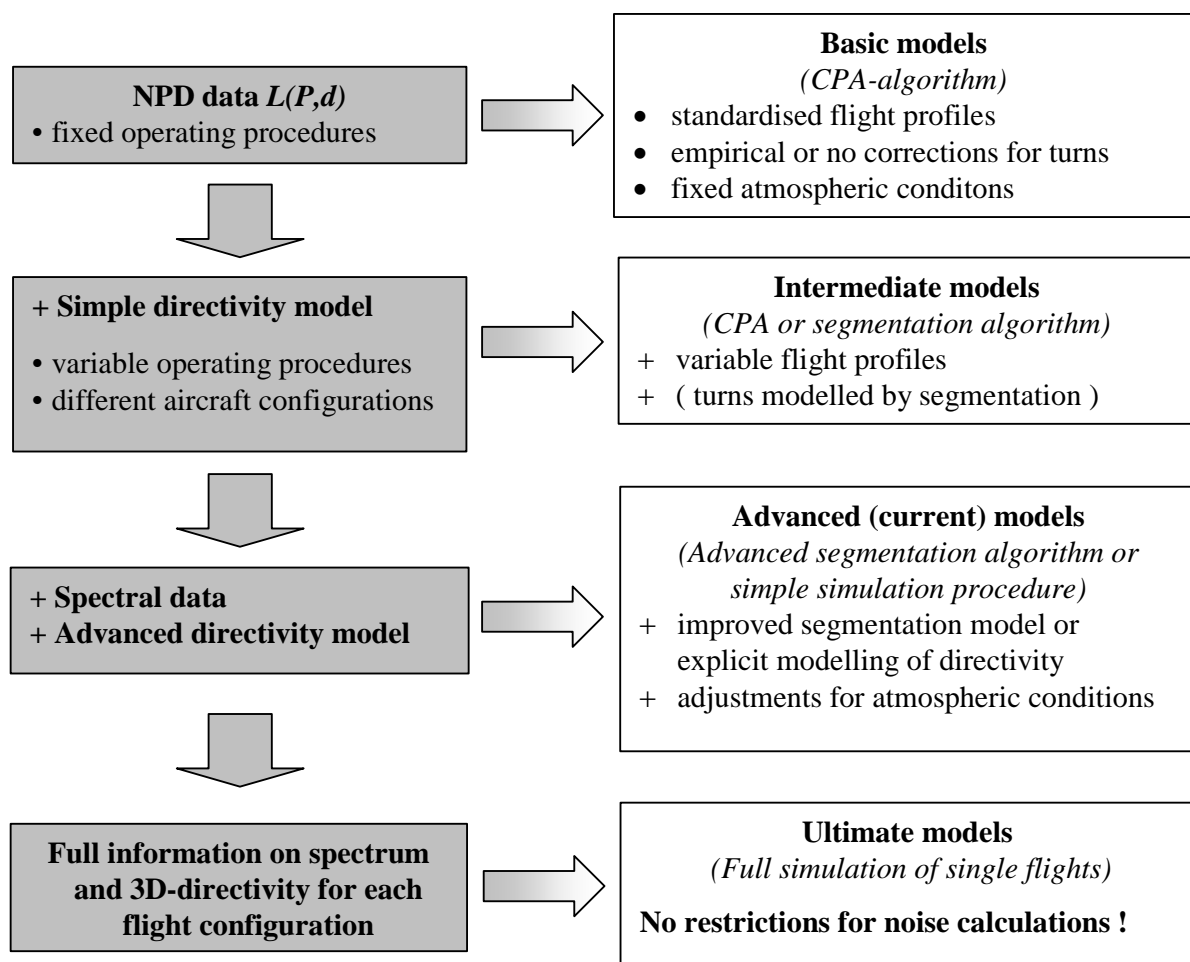 NPD data L(P,d)
• fixed operating procedures
Basic models
(CPA-algorithm)
• standardised flight profiles
• empirical or no corrections for turns
• fixed atmospheric conditons
+ Simple directivity model
• variable operating procedures
• different aircraft configurations
Intermediate models
(CPA or segmentation algorithm)
+ variable flight profiles
+ ( turns modelled by segmentation )
+ Spectral data
+ Advanced directivity model
Advanced (current) models
(Advanced segmentation algorithm or
simple simulation procedure)
+ improved segmentation model or
explicit modelling of directivity
+ adjustments for atmospheric conditions
Full information on spectrum
and 3D-directivity for each
flight configuration
Ultimate models
(Full simulation of single flights)
No restrictions for noise calculations !